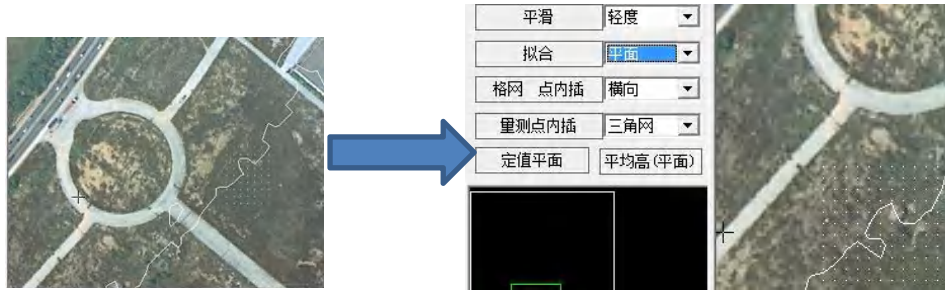 平滑 轻度
拟合 平面
格网 点内插 横向
量测点内插 三角网
定值平面 平均高(平面)